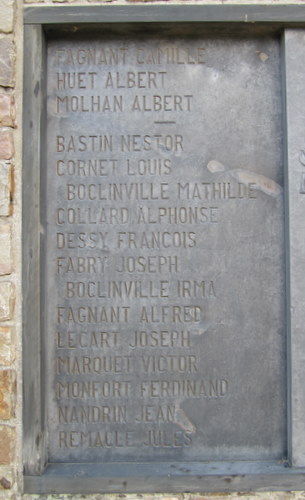 FAGNANT CAMILLE
HUET ALBERT
MOLHAN ALBERT
BASTIN NESTOR
CORNET LOUIS
BOCLINVILLE MATHILDE
COLLARD ALPHONSE
DESSY FRANCOIS
FABRY JOSEPH
BOCLINVILLE IRMA
FAGNANT ALFRED
LECART JOSEPH
MARQUET VICTOR
MONFORT FERDINAND
NANDRIN JEAN
REMACLE JULES